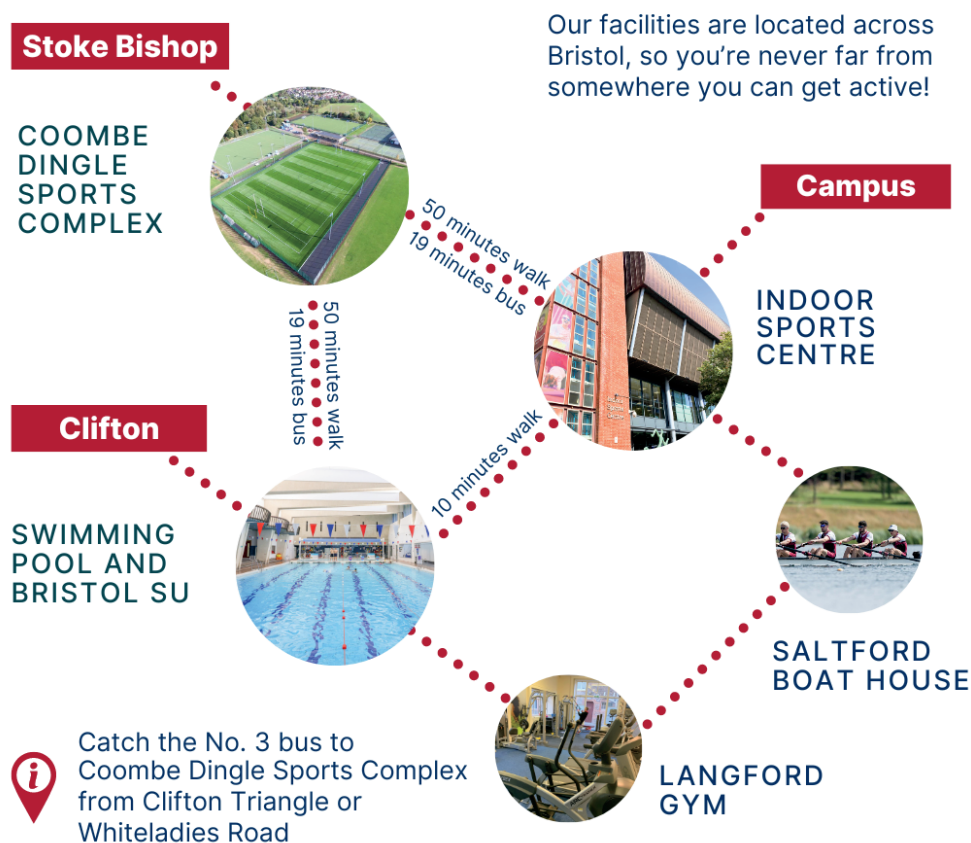 Our facilities are located across
Bristol, so you're never far from
somewhere you can get active!
Stoke Bishop
COOMBE
DINGLE
SPORTS
COMPLEX
50 minutes walk
19 minutes bus
Campus
INDOOR
SPORTS
CENTRE
50 minutes walk
19 minutes bus
Clifton
10 minutes walk
SWIMMING
POOL AND
BRISTOL SU
SALTFORD
BOAT HOUSE
LANGFORD
GYM
i
Catch the No. 3 bus to
Coombe Dingle Sports Complex
from Clifton Triangle or
Whiteladies Road